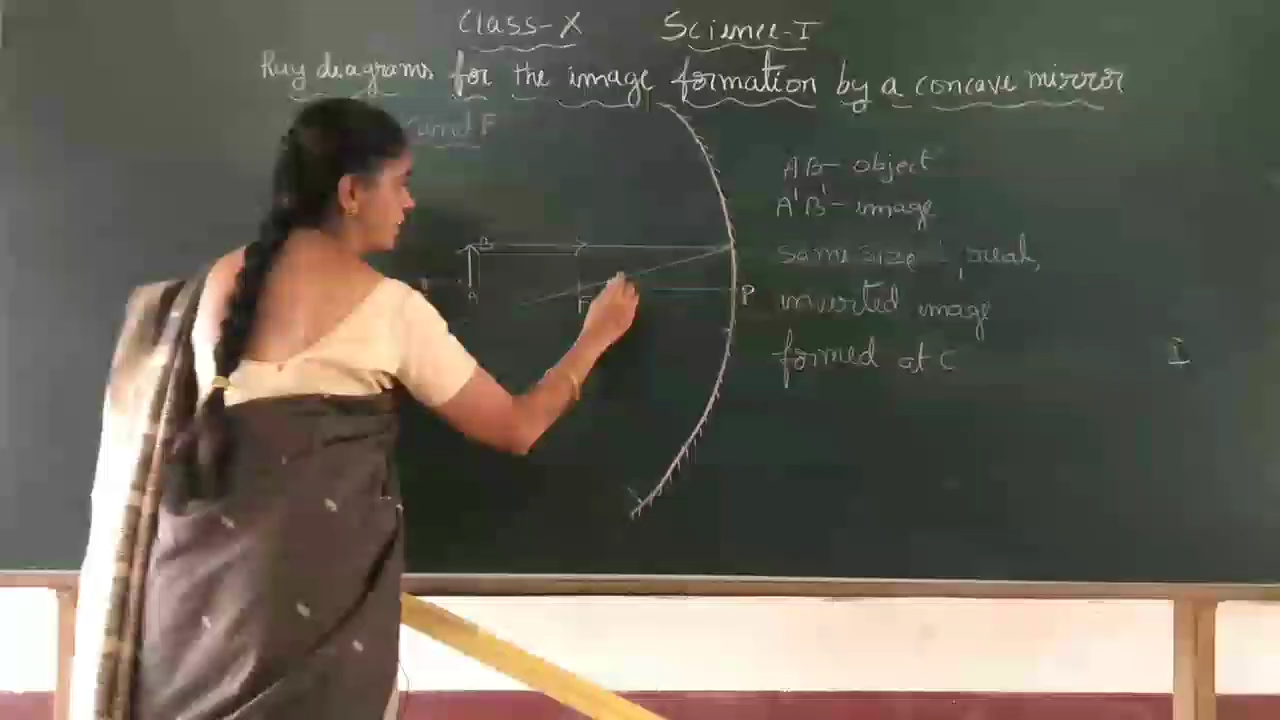 Class-X Science-I
Ray diagrams for the image formation by a concave mirror
and F
AB- object
A'B'- image
same size, real,
inverted image
formed at C
B
A
F
P
I